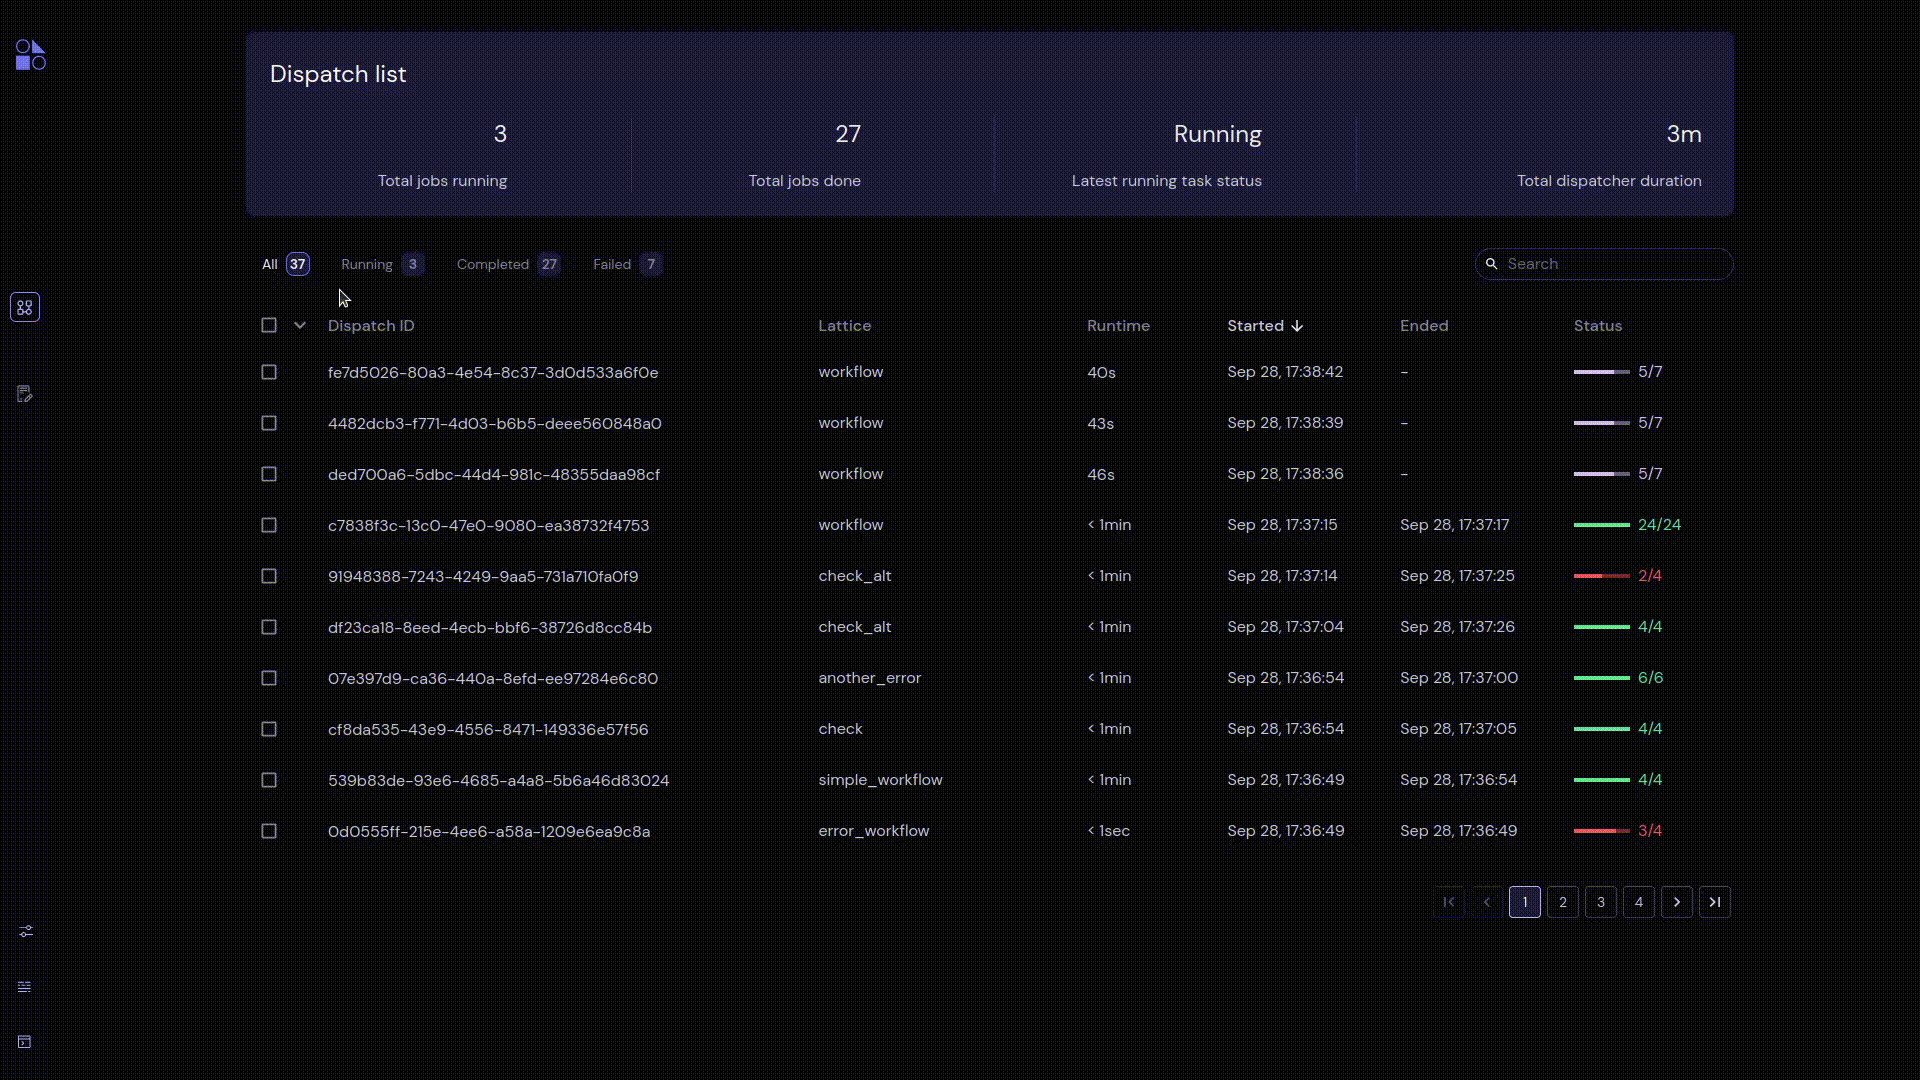 Dispatch list
3 27 Running 3m
Total jobs running Total jobs done Latest running task status Total dispatcher duration
All 37 Running 3 Completed 27 Failed 7 Search
Dispatch ID Lattice Runtime Started Ended Status
fe7d5026-80a3-4e54-8c37-3d0d533a6f0e workflow 40s Sep 28, 17:38:42 - 5/7
4482dcb3-f771-4d03-b6b5-deee560848a0 workflow 43s Sep 28, 17:38:39 - 5/7
ded700a6-5dbc-44d4-981c-48355daa98cf workflow 46s Sep 28, 17:38:36 - 5/7
c7838f3c-13c0-47e0-9080-ea38732f4753 workflow < 1min Sep 28, 17:37:15 Sep 28, 17:37:17 24/24
91948388-7243-4249-9aa5-731a710fa0f9 check_alt < 1min Sep 28, 17:37:14 Sep 28, 17:37:25 2/4
df23ca18-8eed-4ecb-bbf6-38726d8cc84b check_alt < 1min Sep 28, 17:37:04 Sep 28, 17:37:26 4/4
07e397d9-ca36-440a-8efd-ee97284e6c80 another_error < 1min Sep 28, 17:36:54 Sep 28, 17:37:00 6/6
cf8da535-43e9-4556-8471-149336e57f56 check < 1min Sep 28, 17:36:54 Sep 28, 17:37:05 4/4
539b83de-93e6-4685-a4a8-5b6a46d83024 simple_workflow < 1min Sep 28, 17:36:49 Sep 28, 17:36:54 4/4
0d0555ff-215e-4ee6-a58a-1209e6ea9c8a error_workflow < 1sec Sep 28, 17:36:49 Sep 28, 17:36:49 3/4
1 2 3 4